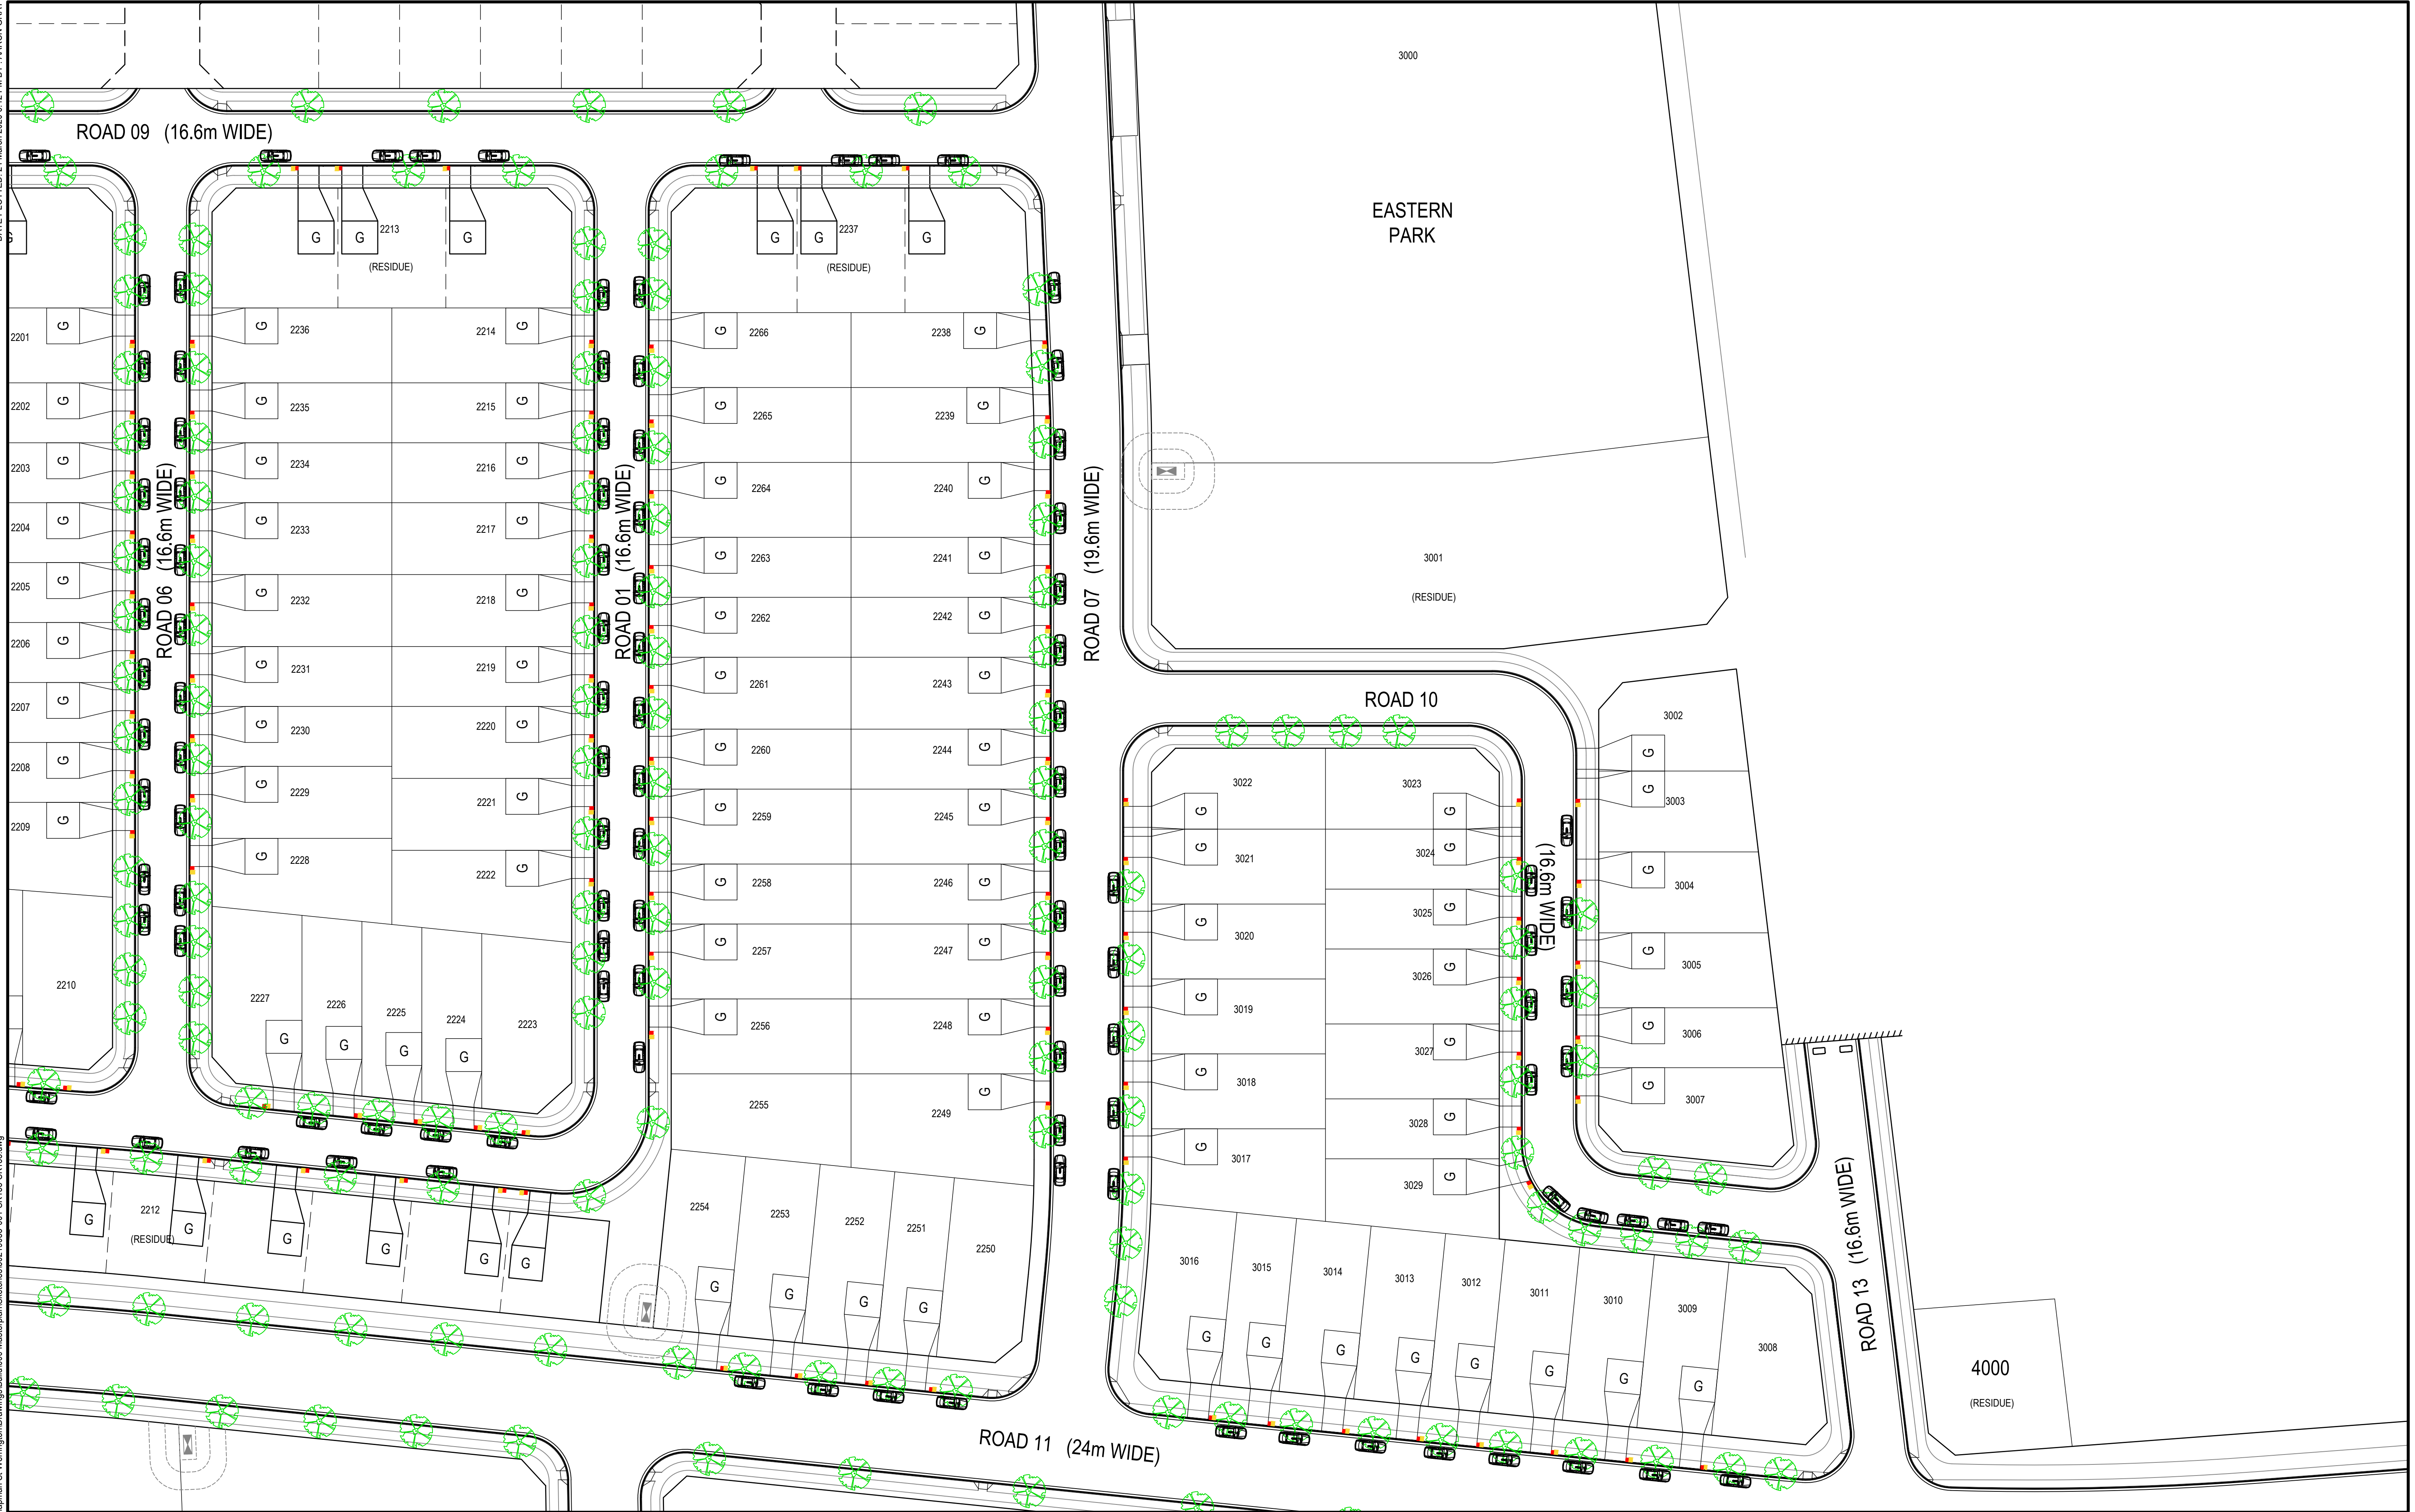 3000
ROAD 09 (16.6m WIDE)
EASTERN
PARK
G
G
G
2213
G
(RESIDUE)
G
G
2237
G
(RESIDUE)
2201
G
G
2236
2214
G
G
2266
2238
G
2202
G
G
2235
2215
G
G
2265
2239
G
2203
G
G
2234
2216
G
G
2264
2240
G
2204
G
G
2233
2217
G
G
2263
2241
G
3001
(RESIDUE)
2205
G
G
2232
2218
G
G
2262
2242
G
ROAD 06 (16.6m WIDE)
ROAD 01 (16.6m WIDE)
ROAD 07 (19.6m WIDE)
2206
G
G
2231
2219
G
G
2261
2243
G
2207
G
G
2230
2220
G
G
2260
2244
G
ROAD 10
3002
G
2208
G
G
2229
2221
G
G
2259
2245
G
3022
G
3023
G
G
3003
2209
G
G
2228
2222
G
G
2258
2246
G
G
3021
3024
G
G
3004
(16.6m WIDE)
G
2257
2247
G
G
3020
3025
G
G
3005
2210
2227
G
2226
G
2225
G
2224
G
2223
G
2256
2248
G
G
3019
3026
G
G
3006
2255
2249
G
G
3018
3027
G
G
3007
G
3017
3028
G
3029
G
G
2212
(RESIDUE)
G
G
G
G
G
2254
G
2253
G
2252
G
2251
G
2250
3016
G
3015
G
3014
G
3013
G
3012
G
3011
G
3010
G
3009
G
3008
ROAD 13 (16.6m WIDE)
4000
(RESIDUE)
ROAD 11 (24m WIDE)